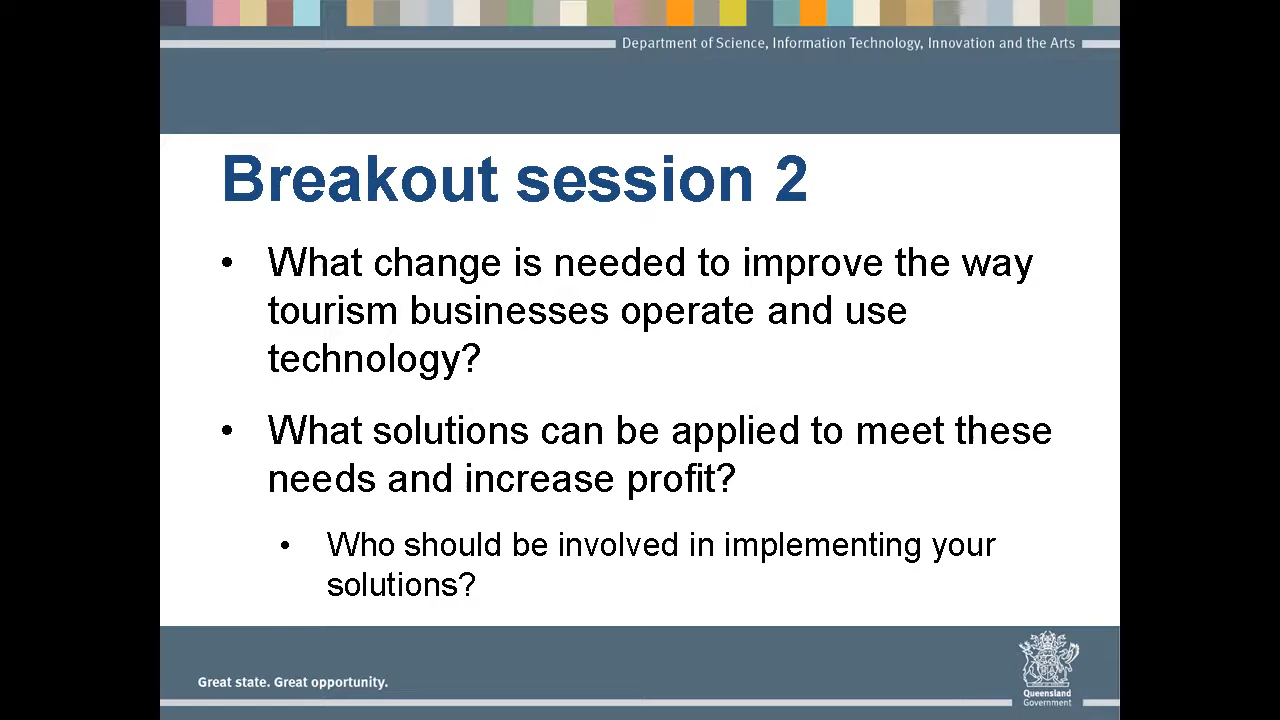 Department of Science, Information Technology, Innovation and the Arts
Breakout session 2
• What change is needed to improve the way
tourism businesses operate and use
technology?
• What solutions can be applied to meet these
needs and increase profit?
• Who should be involved in implementing your
solutions?
Great state. Great opportunity.
Queensland
Government